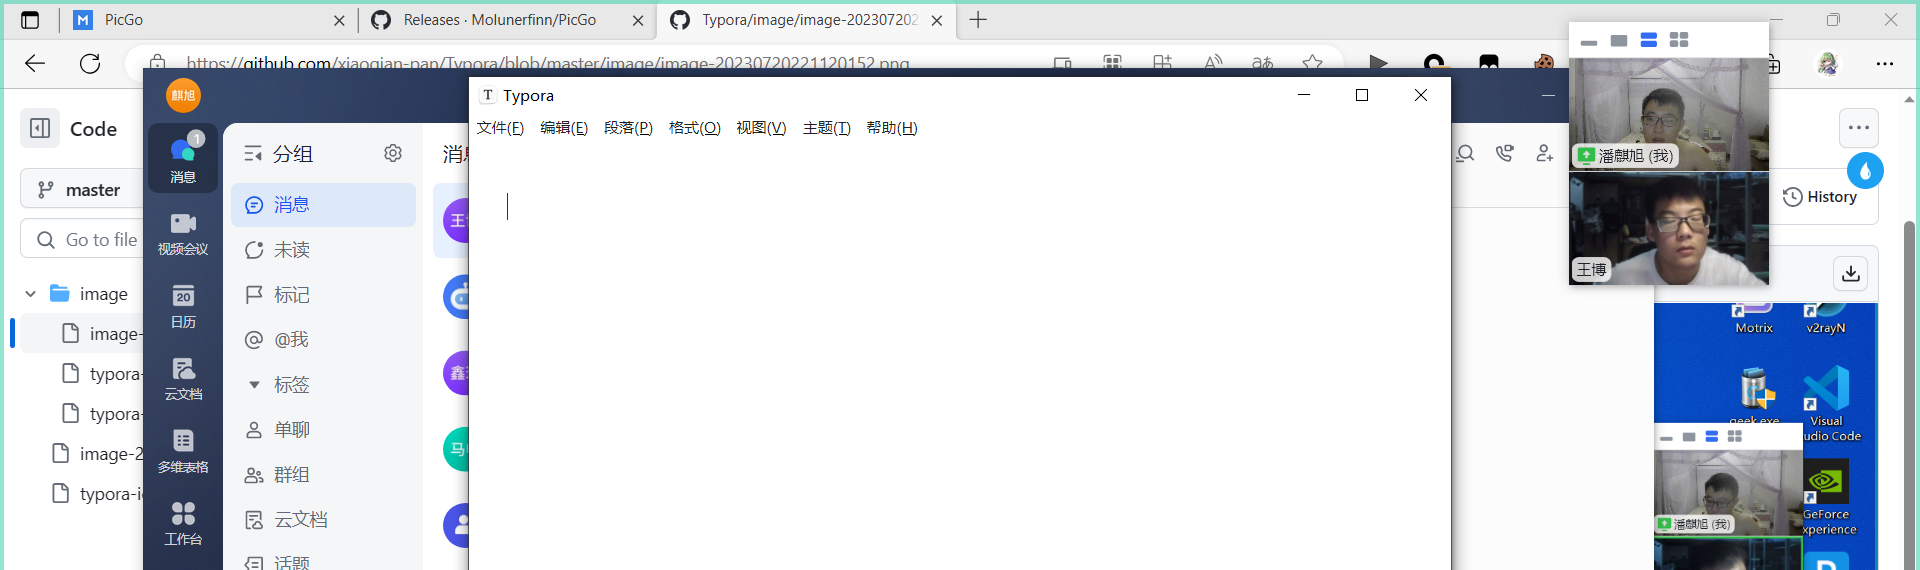 PicGo
Releases · Molunerfinn/PicGo
Typora/image/image-20230720
https://github.com/xiaoqian-pan/Typora/blob/master/image/image-20230720221120152.png
Code
master
Go to file
image
image-
typora-
typora-
image-2
typora-i
麒旭
1
消息
视频会议
20
日历
云文档
多维表格
工作台
分组
消息
未读
标记
@我
标签
单聊
群组
云文档
话题
消息
王
鑫
马
T Typora
文件(F) 编辑(E) 段落(P) 格式(O) 视图(V) 主题(T) 帮助(H)
潘麒旭 (我)
王博
History
Motrix
v2rayN
geek.exe
Visual
udio Code
潘麒旭 (我)
GeForce
xperience